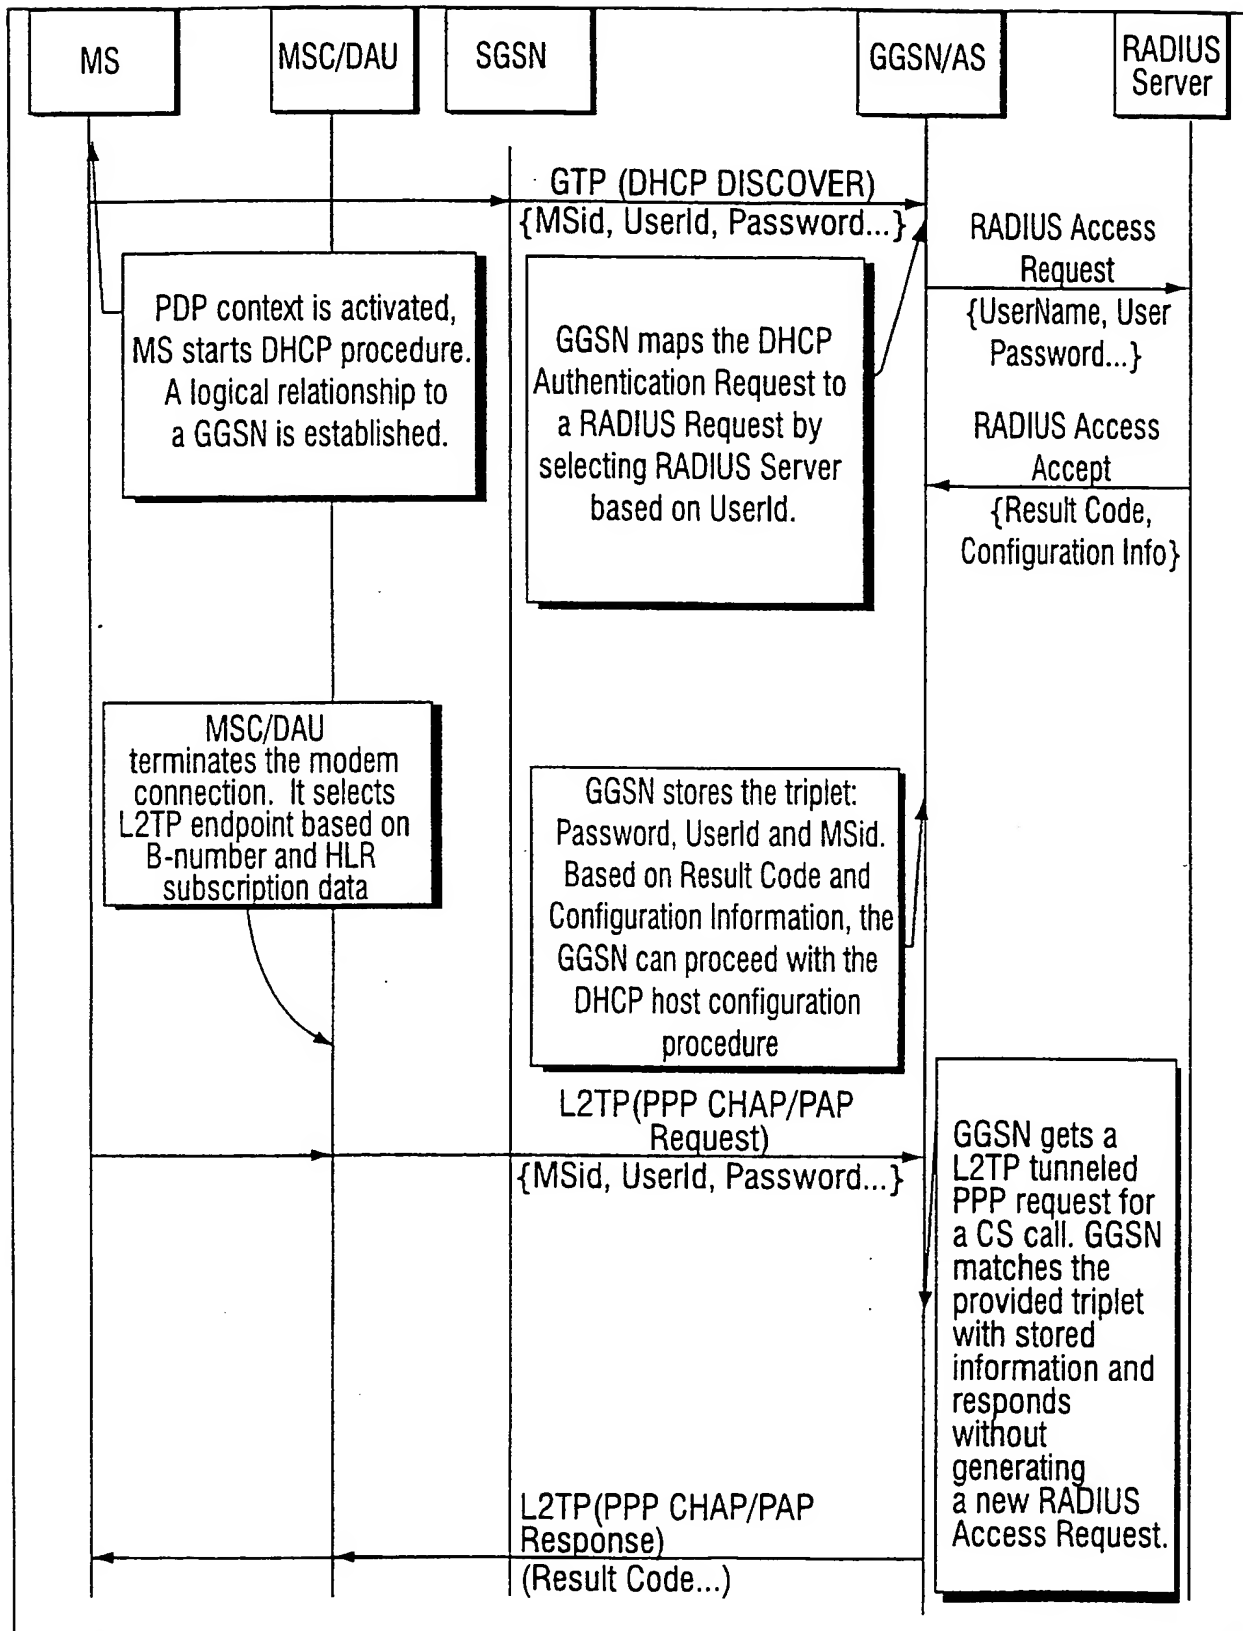 MS
MSC/DAU
SGSN
GGSN/AS
RADIUS
Server
GTP (DHCP DISCOVER)
{MSid, UserId, Password...}
RADIUS Access
Request
{UserName, User
Password...}
PDP context is activated,
MS starts DHCP procedure.
A logical relationship to
a GGSN is established.
GGSN maps the DHCP
Authentication Request to
a RADIUS Request by
selecting RADIUS Server
based on UserId.
RADIUS Access
Accept
{Result Code,
Configuration Info}
MSC/DAU
terminates the modem
connection. It selects
L2TP endpoint based on
B-number and HLR
subscription data
GGSN stores the triplet:
Password, UserId and MSid.
Based on Result Code and
Configuration Information, the
GGSN can proceed with the
DHCP host configuration
procedure
L2TP(PPP CHAP/PAP
Request)
{MSid, UserId, Password...}
GGSN gets a
L2TP tunneled
PPP request for
a CS call. GGSN
matches the
provided triplet
with stored
information and
responds
without
generating
a new RADIUS
Access Request.
L2TP(PPP CHAP/PAP
Response)
(Result Code...)